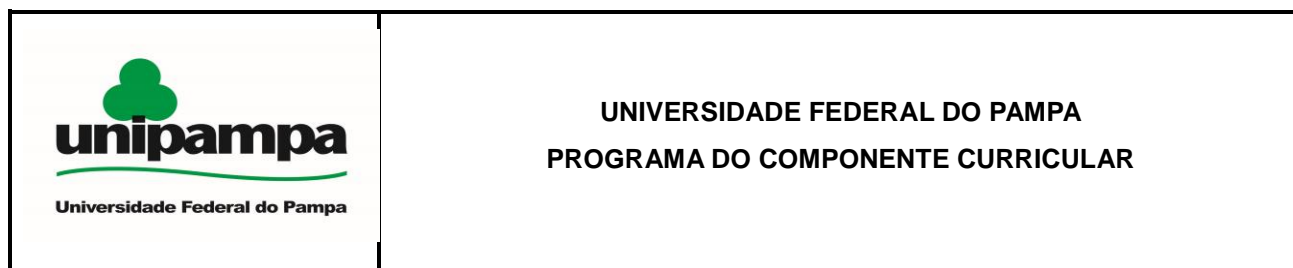 unipampa
Universidade Federal do Pampa
UNIVERSIDADE FEDERAL DO PAMPA
PROGRAMA DO COMPONENTE CURRICULAR